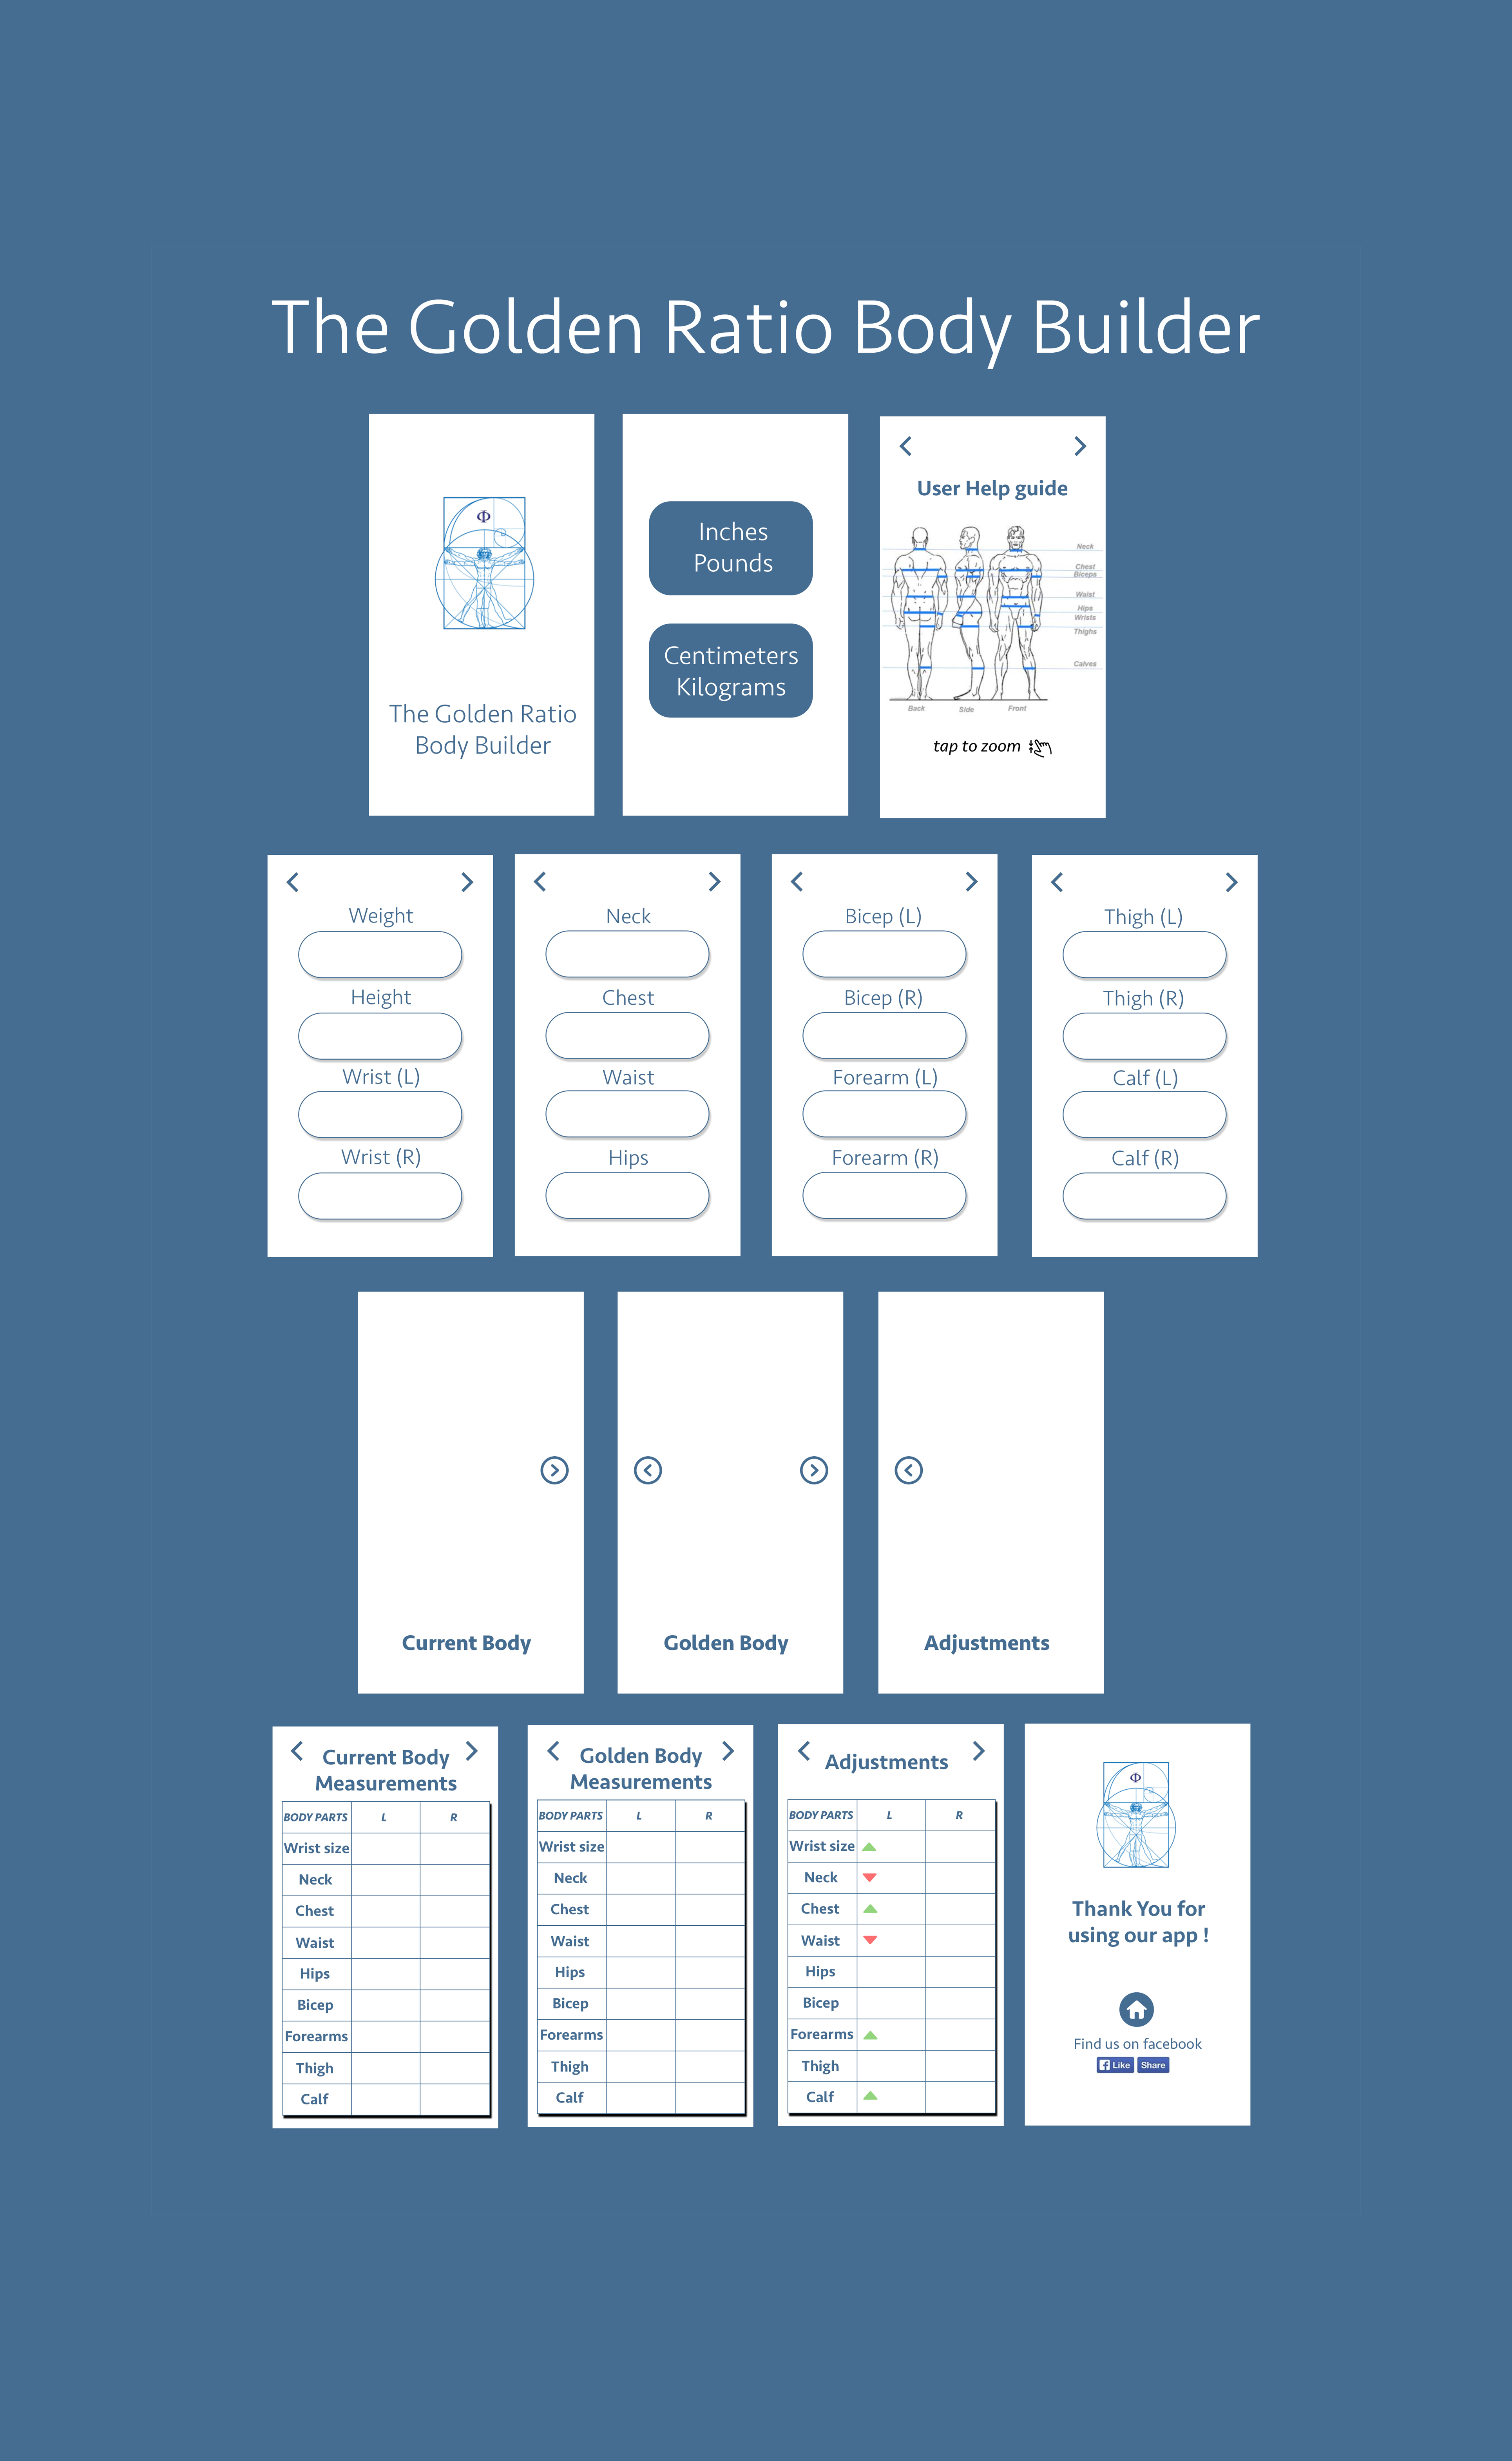 The Golden Ratio Body Builder
Φ
The Golden Ratio
Body Builder
Inches
Pounds
Centimeters
Kilograms
User Help guide
Neck
Chest
Biceps
Waist
Hips
Wrists
Thighs
Calves
Back
Side
Front
tap to zoom
Weight
Height
Wrist (L)
Wrist (R)
Neck
Chest
Waist
Hips
Bicep (L)
Bicep (R)
Forearm (L)
Forearm (R)
Thigh (L)
Thigh (R)
Calf (L)
Calf (R)
Current Body
Golden Body
Adjustments
Current Body
Measurements
BODY PARTS L R
Wrist size
Neck
Chest
Waist
Hips
Bicep
Forearms
Thigh
Calf
Golden Body
Measurements
BODY PARTS L R
Wrist size
Neck
Chest
Waist
Hips
Bicep
Forearms
Thigh
Calf
Adjustments
BODY PARTS L R
Wrist size
Neck
Chest
Waist
Hips
Bicep
Forearms
Thigh
Calf
Φ
Thank You for
using our app !
Find us on facebook
Like Share